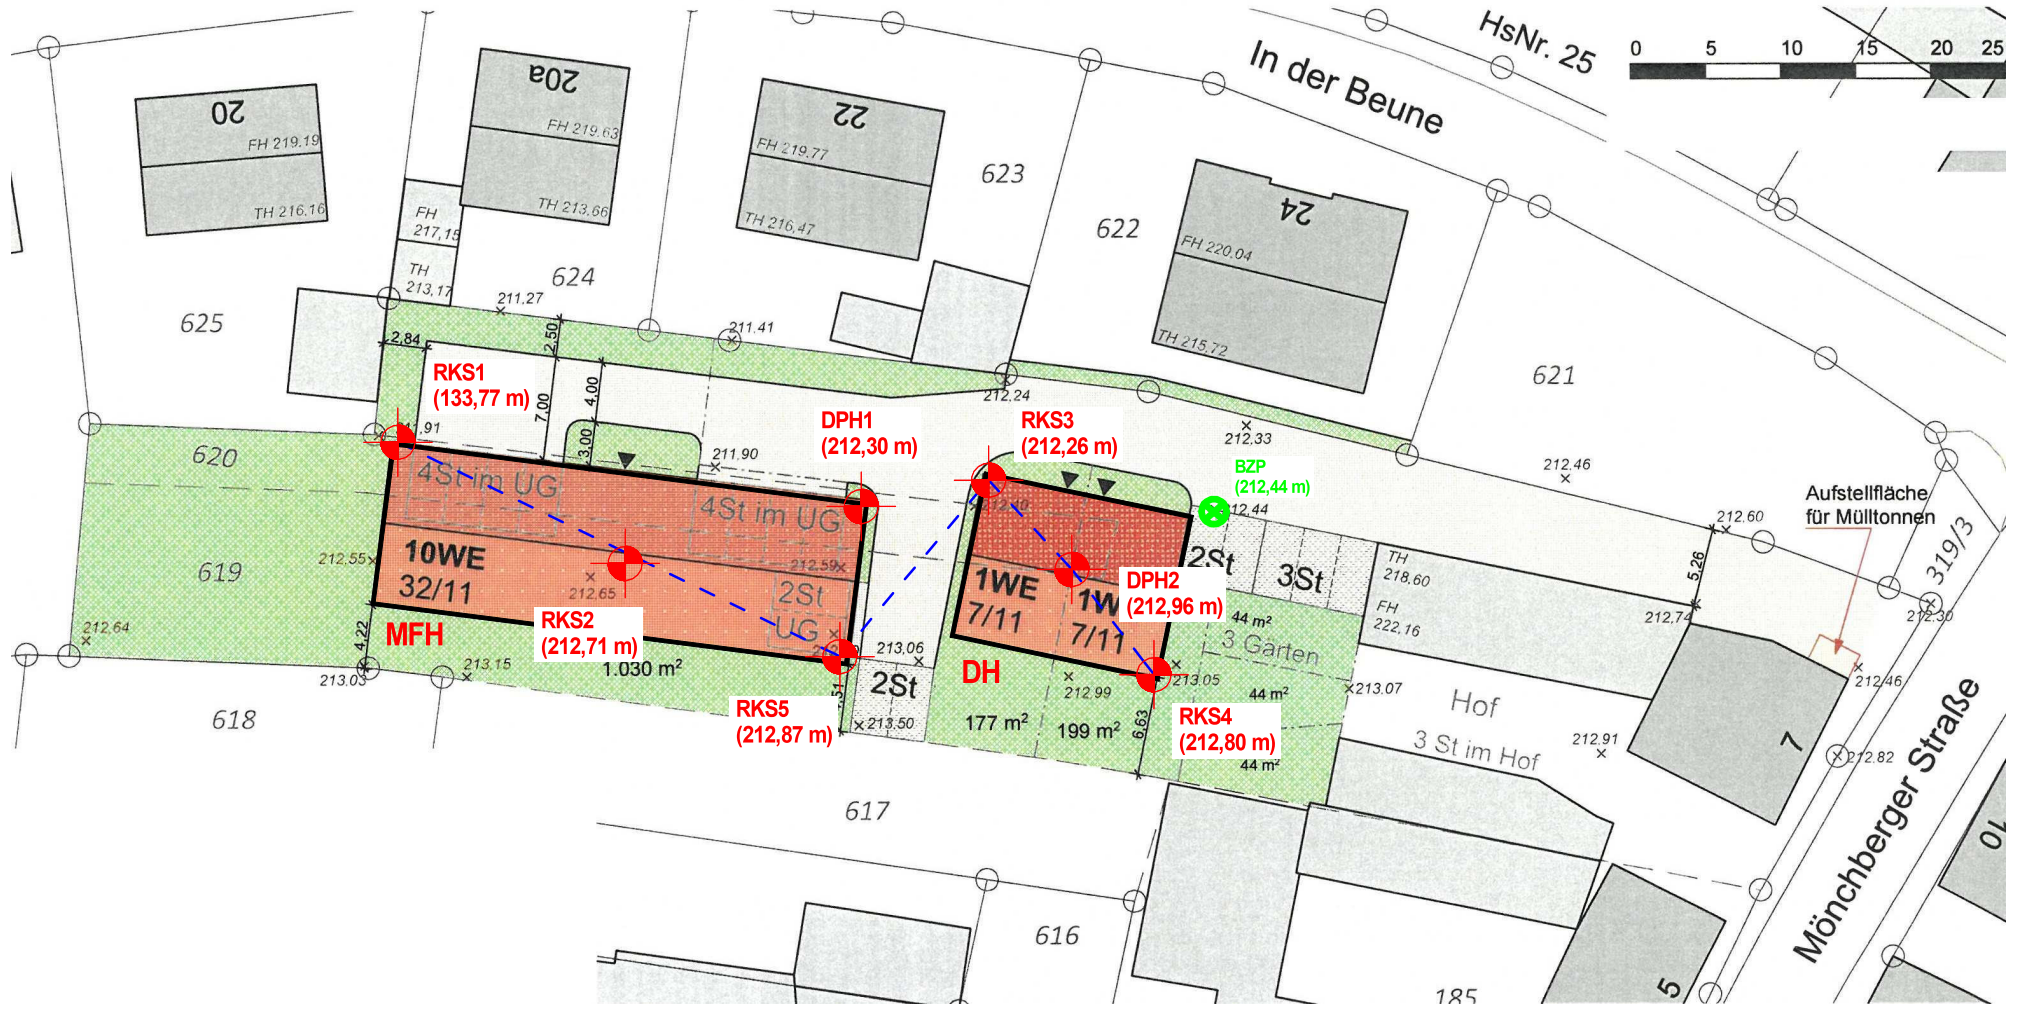 HsNr. 25
In der Beune
0 5 10 15 20 25
20
FH 219.19
TH 216,16
20a
FH 219.63
TH 213.66
22
FH 219.77
TH 216,47
24
FH 220.04
TH 215.72
FH
217,15
TH
213,17
623
622
624
625
621
620
619
618
617
616
185
319/3
211,27
211.41
2,84
2,50
7,00
4,00
3,00
RKS1
(133,77 m)
DPH1
(212,30 m)
RKS3
(212,26 m)
BZP
(212,44 m)
212.24
212,33
212.46
212.60
211.90
Aufstellfläche
für Mülltonnen
4St im UG
4St im UG
10WE
32/11
212,55
212.65
212,59
2St
UG
RKS2
(212,71 m)
MFH
4,22
212,64
213.03
213.15
1.030 m²
RKS5
(212,87 m)
213,06
2St
213,50
1WE
7/11
7/11
DPH2
(212,96 m)
DH
212,99
213.05
177 m²
199 m²
6,63
RKS4
(212,80 m)
2St
3St
44 m²
3 Gärten
44 m²
44 m²
TH
218.60
FH
222,16
212,74
5,26
212.30
212,46
213,07
Hof
3 St im Hof
212,91
212,82
7
5
10
Mönchberger Straße